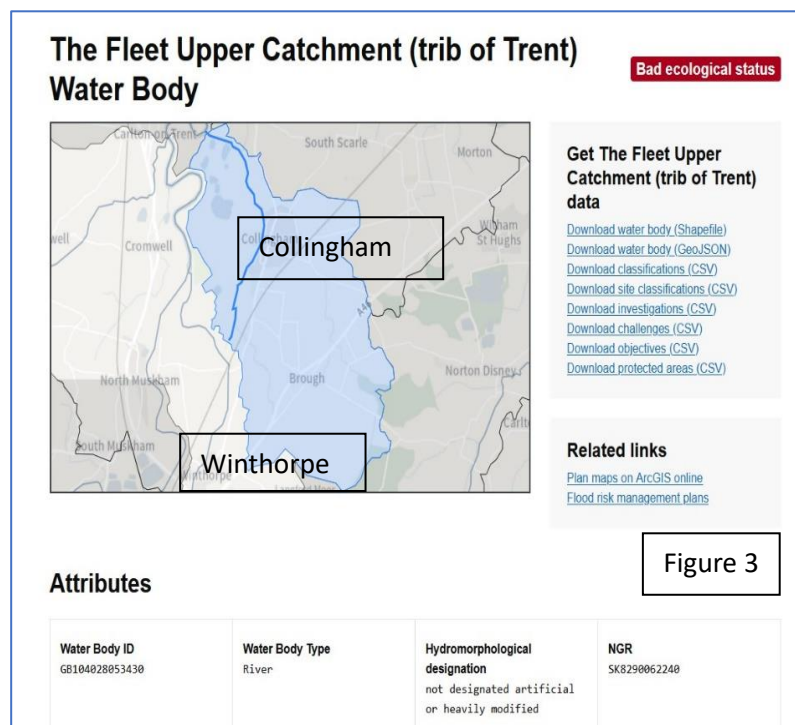 The Fleet Upper Catchment (trib of Trent)
Water Body
Bad ecological status
Carlton on Trent
South Scarle
Morton
Collingham
Cromwell
A46
Brough
North Muskham
Norton Disney
South Muskham
Winthorpe
Winthorpe
Get The Fleet Upper
Catchment (trib of Trent)
data
Download water body (Shapefile)
Download water body (GeoJSON)
Download classifications (CSV)
Download site classifications (CSV)
Download investigations (CSV)
Download challenges (CSV)
Download objectives (CSV)
Download protected areas (CSV)
Related links
Plan maps on ArcGIS online
Flood risk management plans
Figure 3
Attributes
Water Body ID
GB104028053430
Water Body Type
River
Hydromorphological
designation
not designated artificial
or heavily modified
NGR
SK8290062240